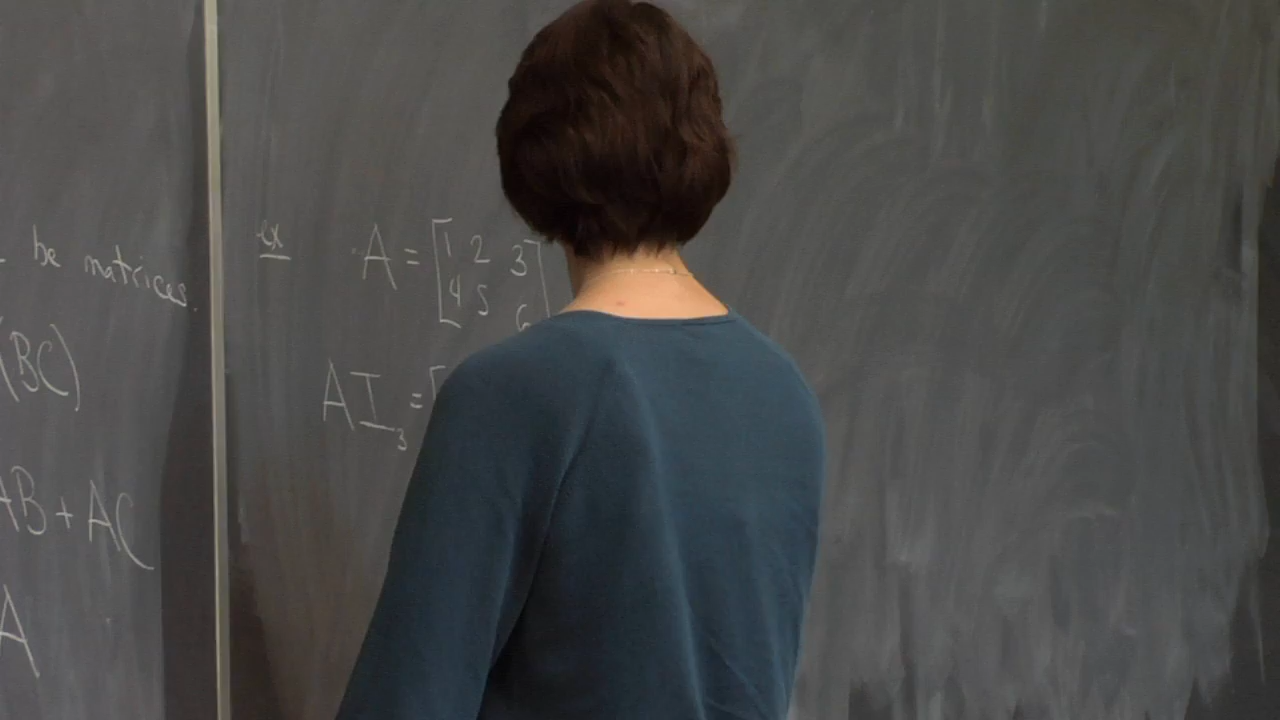 be matrices.
(BC)
AB + AC
A
ex A = [1 2 3
4 5 6]
AI₃ = [